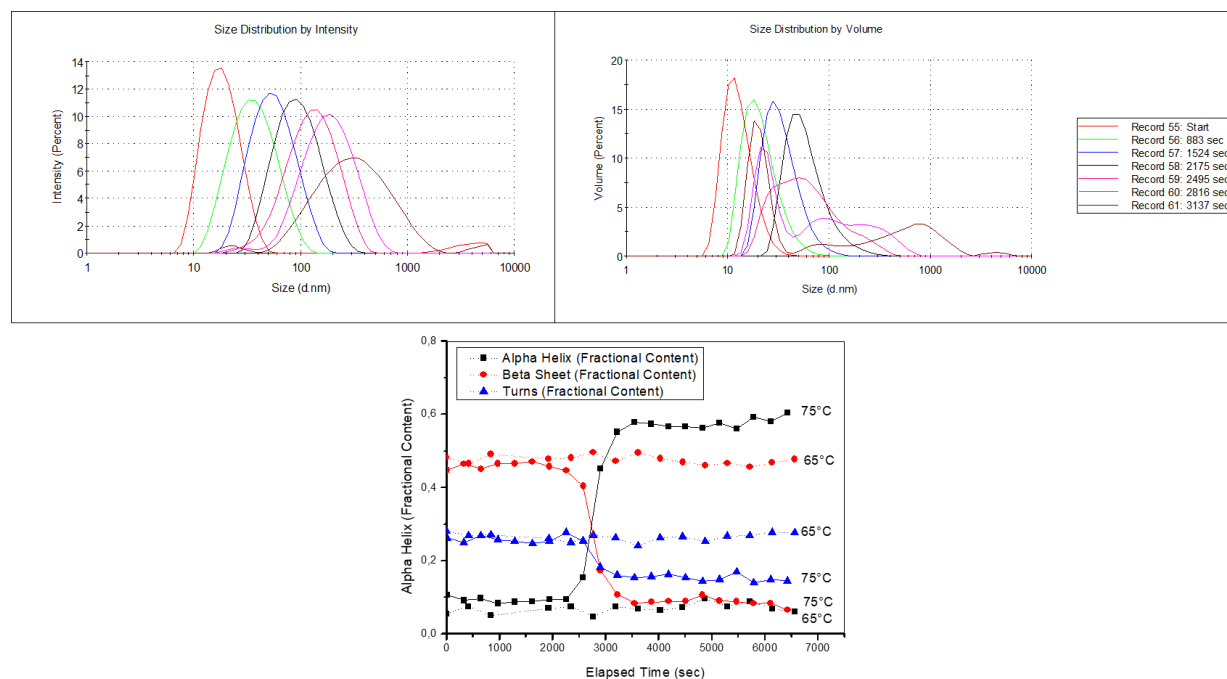 Size Distribution by Intensity
14
12
10
8
6
4
2
0
Intensity (Percent)
1
10
100
1000
10000
Size (d.nm)
Size Distribution by Volume
20
15
10
5
0
Volume (Percent)
1
10
100
1000
10000
Size (d.nm)
Record 55: Start
Record 56: 883 sec
Record 57: 1524 sec
Record 58: 2175 sec
Record 59: 2495 sec
Record 60: 2816 sec
Record 61: 3137 sec
0,8
0,6
0,4
0,2
0,0
Alpha Helix (Fractional Content)
Alpha Helix (Fractional Content)
Beta Sheet (Fractional Content)
Turns (Fractional Content)
75°C
65°C
65°C
75°C
75°C
65°C
0
1000
2000
3000
4000
5000
6000
7000
Elapsed Time (sec)